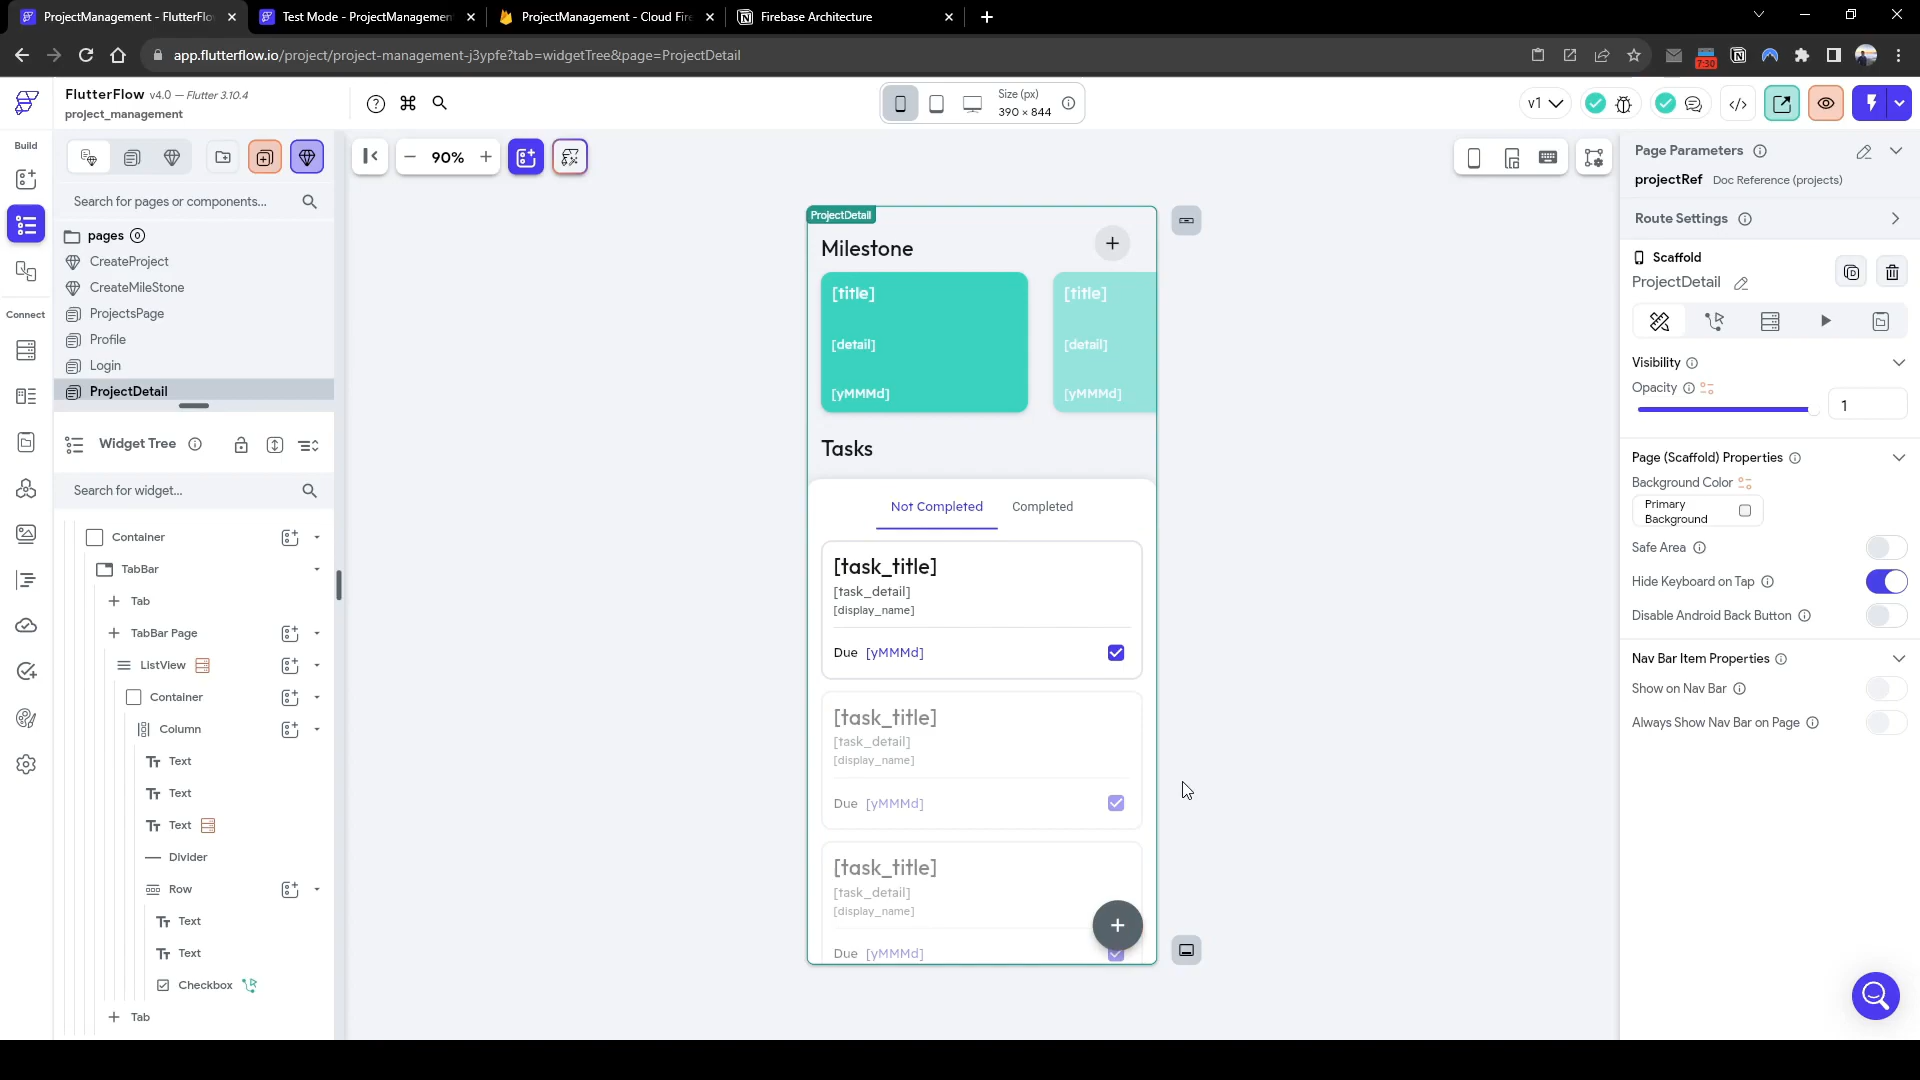 ProjectManagement - FlutterFlo
Test Mode - ProjectManagement
ProjectManagement - Cloud Fire
Firebase Architecture
app.flutterflow.io/project/project-management-j3ypfe?tab=widgetTree&page=ProjectDetail
7:30
FlutterFlow v4.0 — Flutter 3.10.4
project_management
Size (px)
390 × 844
v1
Build
Connect
Search for pages or components...
pages
CreateProject
CreateMileStone
ProjectsPage
Profile
Login
ProjectDetail
Widget Tree
Search for widget...
Container
TabBar
Tab
TabBar Page
ListView
Container
Column
Text
Text
Text
Divider
Row
Text
Text
Checkbox
Tab
90%
ProjectDetail
Milestone
[title]
[detail]
[yMMMd]
[title]
[detail]
[yMMMd]
Tasks
Not Completed
Completed
[task_title]
[task_detail]
[display_name]
Due [yMMMd]
[task_title]
[task_detail]
[display_name]
Due [yMMMd]
[task_title]
[task_detail]
[display_name]
Due [yMMMd]
Page Parameters
projectRef Doc Reference (projects)
Route Settings
Scaffold
ProjectDetail
Visibility
Opacity
1
Page (Scaffold) Properties
Background Color
Primary
Background
Safe Area
Hide Keyboard on Tap
Disable Android Back Button
Nav Bar Item Properties
Show on Nav Bar
Always Show Nav Bar on Page